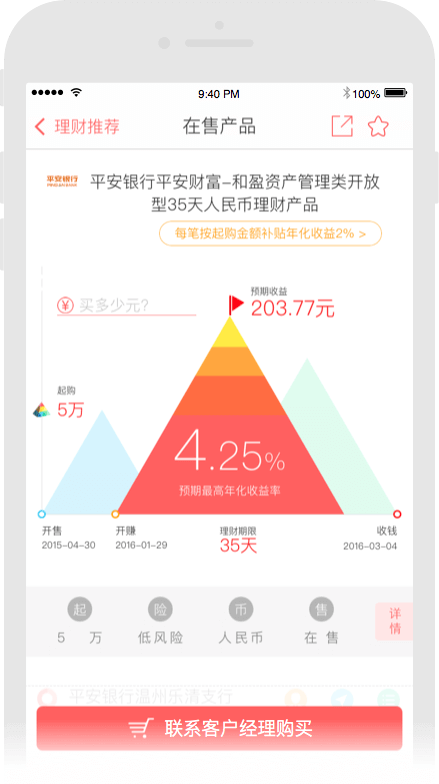 9:40 PM
100%
理财推荐
在售产品
平安银行
平安银行平安财富-和盈资产管理类开放
型35天人民币理财产品
每笔按起购金额补贴年化收益2% >
预期收益
203.77元
买多少元?
起购
5万
4.25%
预期最高年化收益率
开售
2015-04-30
开赚
2016-01-29
理财期限
35天
收钱
2016-03-04
起
险
币
售
详情
5 万
低风险
人民币
在售
平安银行温州乐清支行
联系客户经理购买